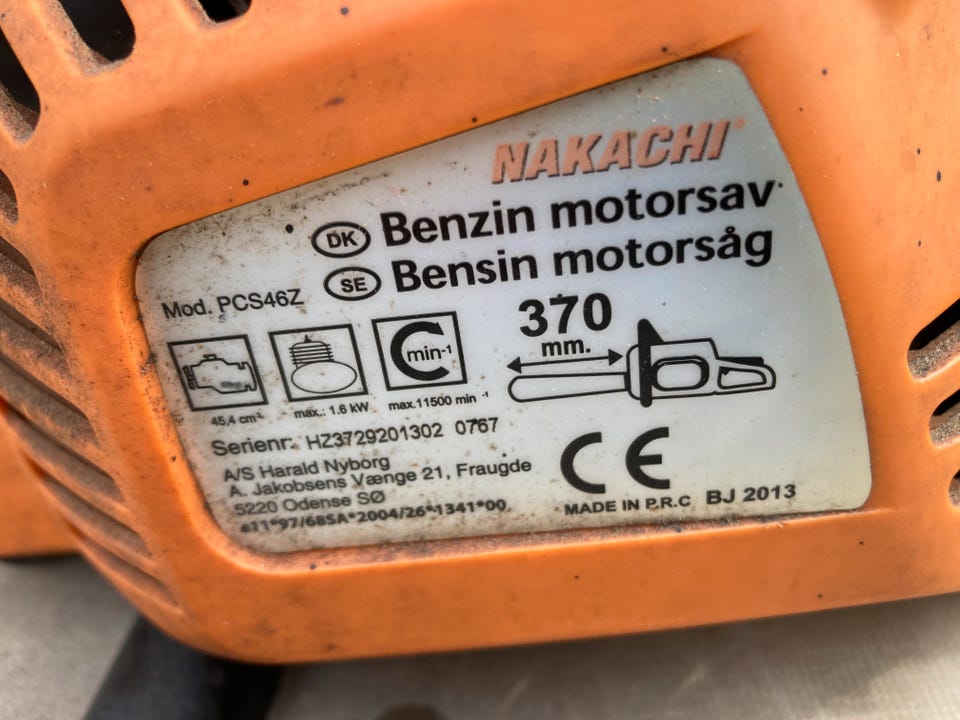 NAKACHI®
DK Benzin motorsav
SE Bensin motorsåg
Mod. PCS46Z
370
mm.
min-1
45,4 cm³
max.: 1.6 kW
max.11500 min -1
Serienr: HZ3729201302 0767
A/S Harald Nyborg
A. Jakobsens Vænge 21, Fraugde
5220 Odense SØ
e11*97/68SA*2004/26*1341*00
CE
MADE IN P.R.C BJ 2013